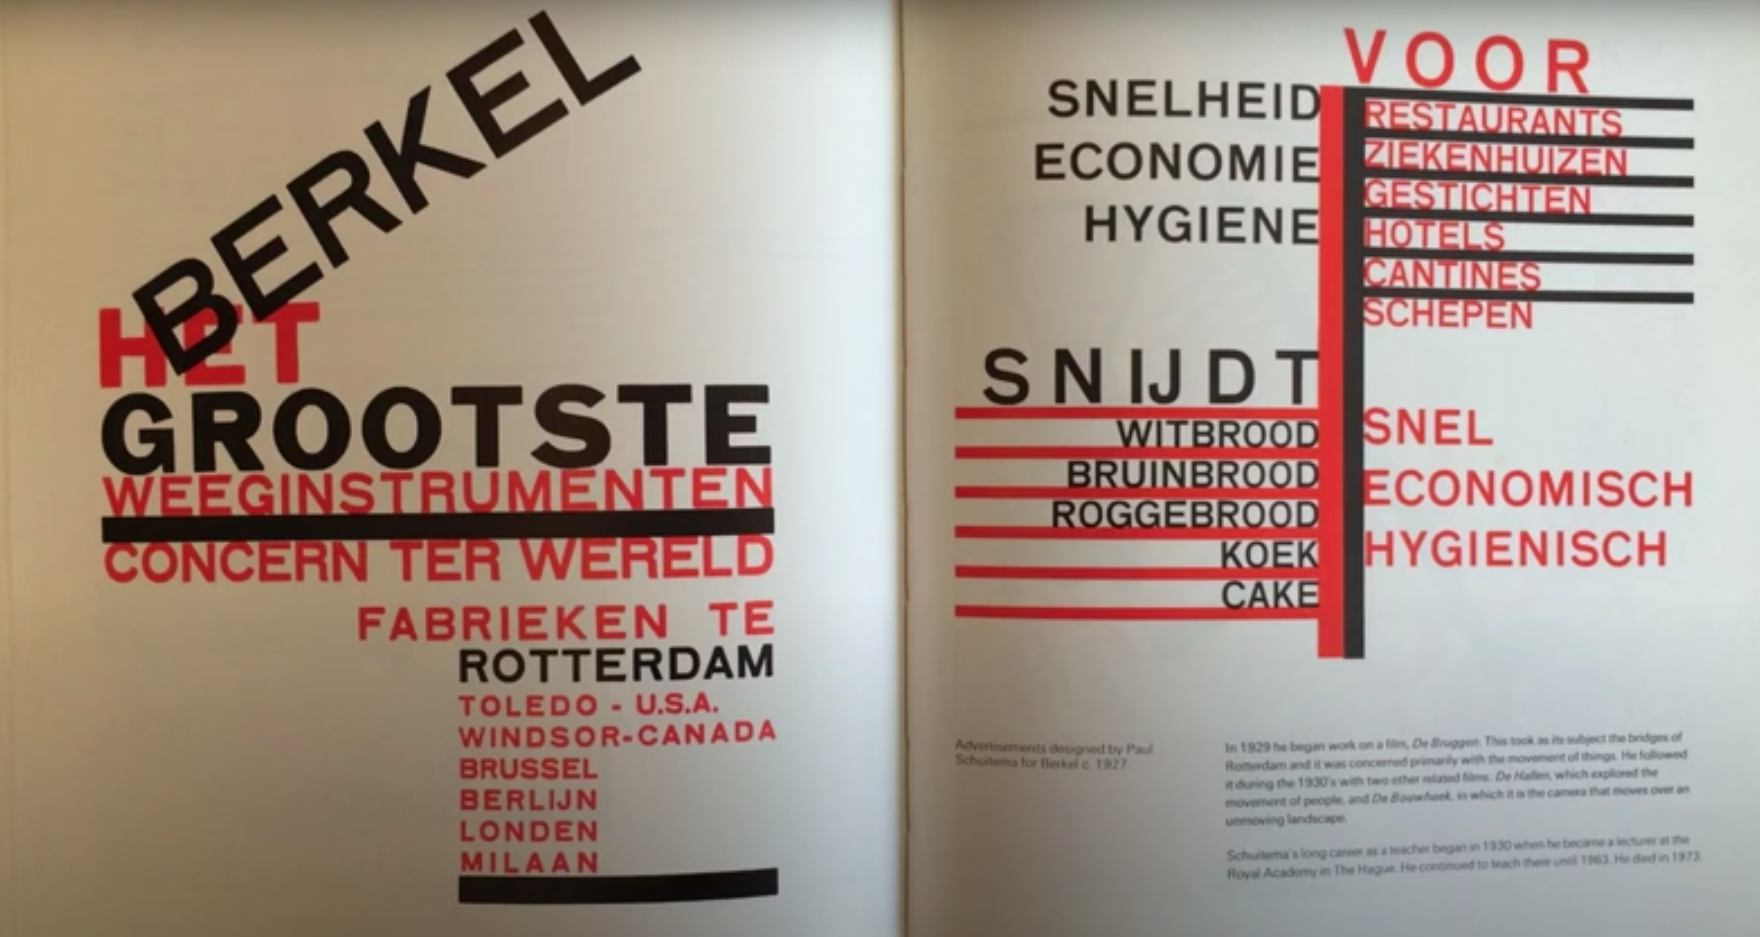 BERKEL
HET
GROOTSTE
WEEGINSTRUMENTEN
CONCERN TER WERELD
FABRIEKEN TE
ROTTERDAM
TOLEDO - U.S.A.
WINDSOR-CANADA
BRUSSEL
BERLIJN
LONDEN
MILAAN
SNELHEID
ECONOMIE
HYGIENE
VOOR
RESTAURANTS
ZIEKENHUIZEN
GESTICHTEN
HOTELS
CANTINES
SCHEPEN
SNIJDT
WITBROOD
BRUINBROOD
ROGGEBROOD
KOEK
CAKE
SNEL
ECONOMISCH
HYGIENISCH
Advertisements designed by Paul
Schuitema for Berkel c. 1927
In 1929 he began work on a film, De Bruggen. This took as its subject the bridges of
Rotterdam and it was concerned primarily with the movement of things. He followed
it during the 1930's with two other related films: De Hallen, which explored the
movement of people, and De Bouwhoek, in which it is the camera that moves over an
unmoving landscape.
Schuitema's long career as a teacher began in 1930 when he became a lecturer at the
Royal Academy in The Hague. He continued to teach there until 1963. He died in 1973.